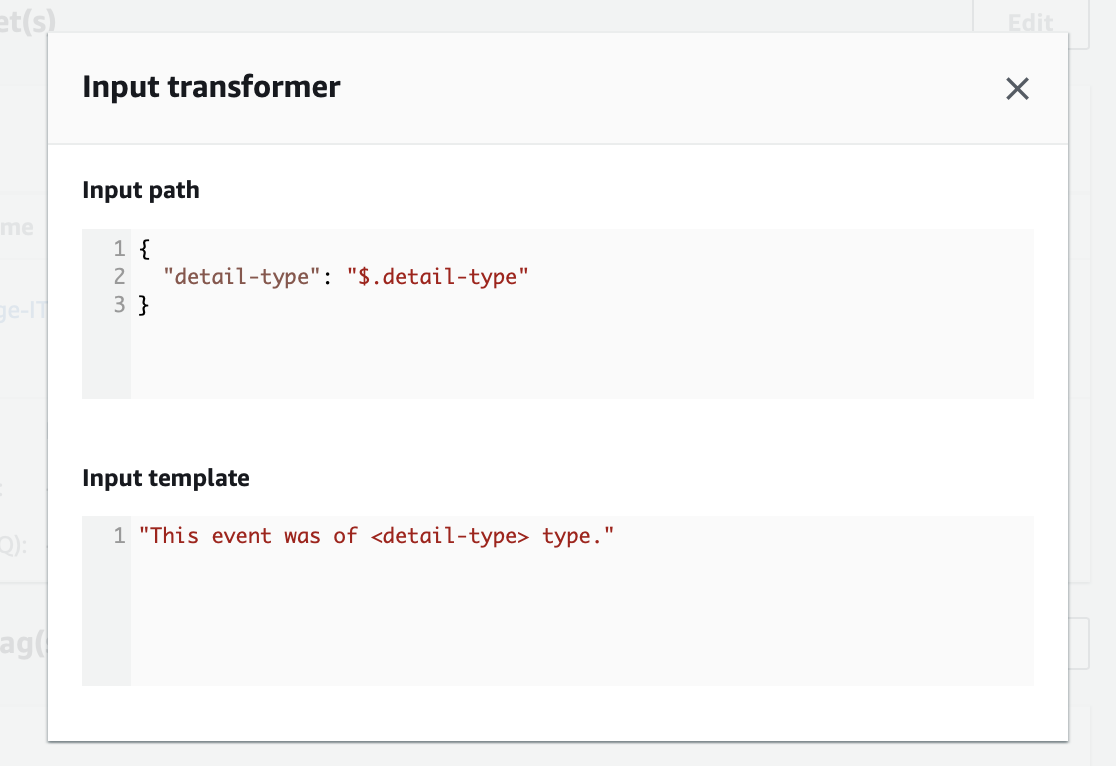 et(s)
Edit
Input transformer
Input path
1 {
2   "detail-type": "$.detail-type"
3 }
me
ge-IT
Input template
1 "This event was of <detail-type> type."
Q):
ag(s